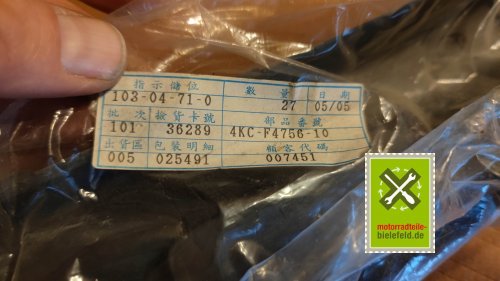 指示儲位 數量 日期
103-04-71-0 27 05/05
批次 撿貨卡號 部品番號
101 36289 4KC-F4756-10
出貨區 包裝明細 顧客代碼
005 025491 007451
motorradteile-
bielefeld.de